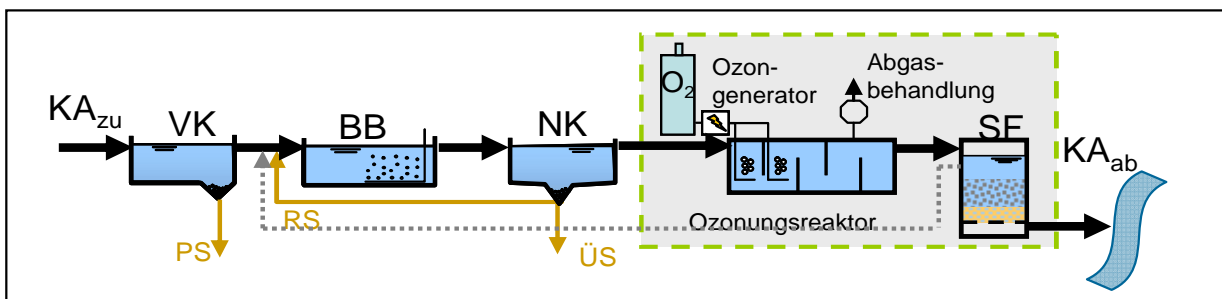 KAzu
VK
BB
NK
O2
Ozon-
generator
Abgas-
behandlung
SF
KAab
Ozonungsreaktor
RS
PS
ÜS